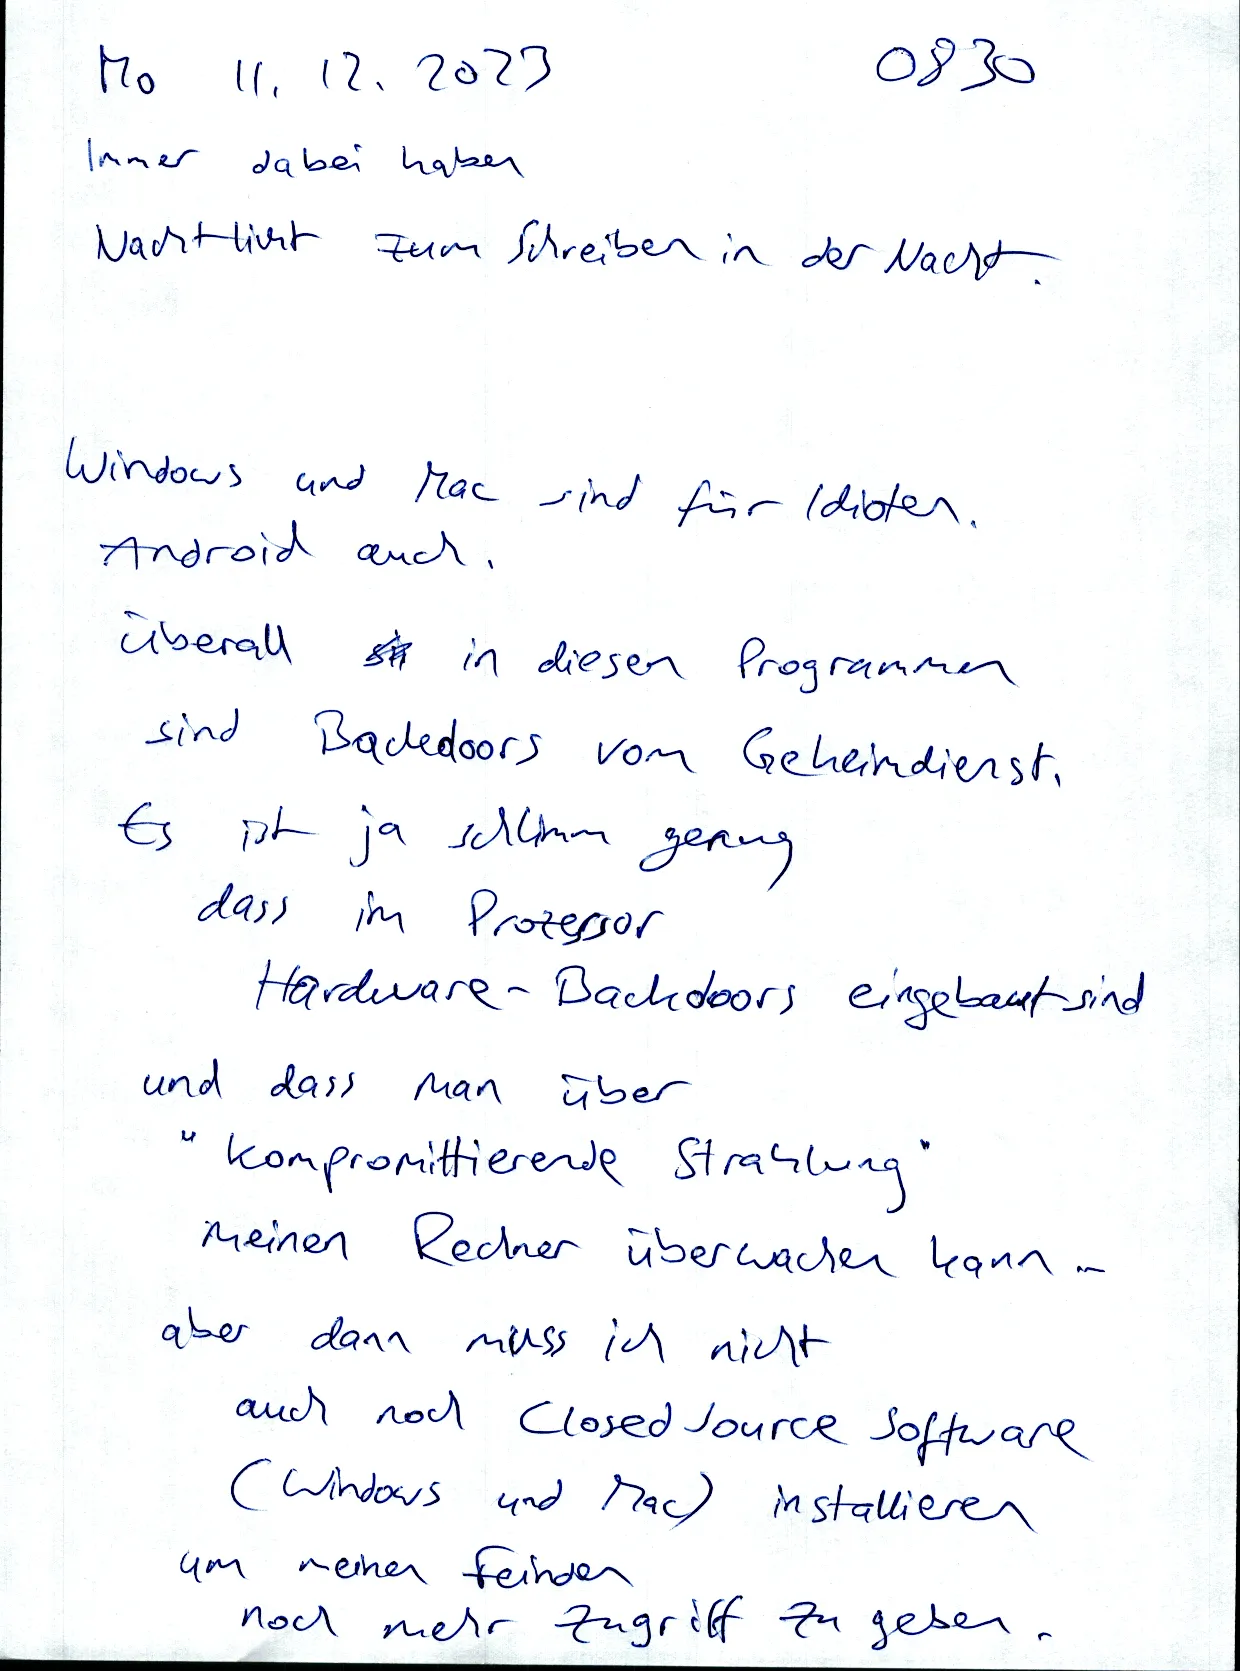 Mo 11.12.2023 0830
Immer dabei haben
Nachtlicht zum Schreiben in der Nacht.
Windows und Mac sind für Idioten.
Android auch.
überall in diesen Programmen
sind Backdoors vom Geheimdienst.
Es ist ja schlimm genug
dass im Prozessor
Hardware-Backdoors eingebaut sind
und dass man über
"kompromittierende Strahlung"
meinen Rechner überwachen kann -
aber dann muss ich nicht
auch noch Closed Source Software
(Windows und Mac) installieren
um meinen Feinden
noch mehr Zugriff zu geben.